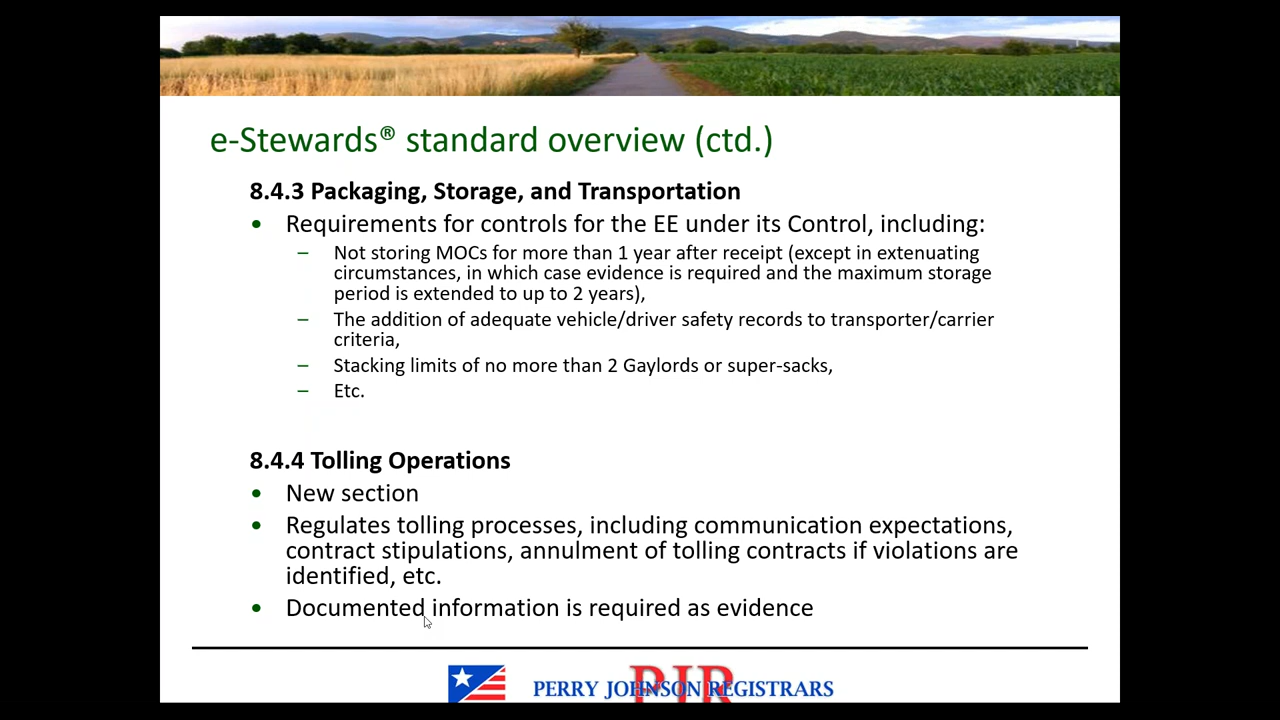 e-Stewards® standard overview (ctd.)
8.4.3 Packaging, Storage, and Transportation
• Requirements for controls for the EE under its Control, including:
– Not storing MOCs for more than 1 year after receipt (except in extenuating
circumstances, in which case evidence is required and the maximum storage
period is extended to up to 2 years),
– The addition of adequate vehicle/driver safety records to transporter/carrier
criteria,
– Stacking limits of no more than 2 Gaylords or super-sacks,
– Etc.
8.4.4 Tolling Operations
• New section
• Regulates tolling processes, including communication expectations,
contract stipulations, annulment of tolling contracts if violations are
identified, etc.
• Documented information is required as evidence
PJR
PERRY JOHNSON REGISTRARS